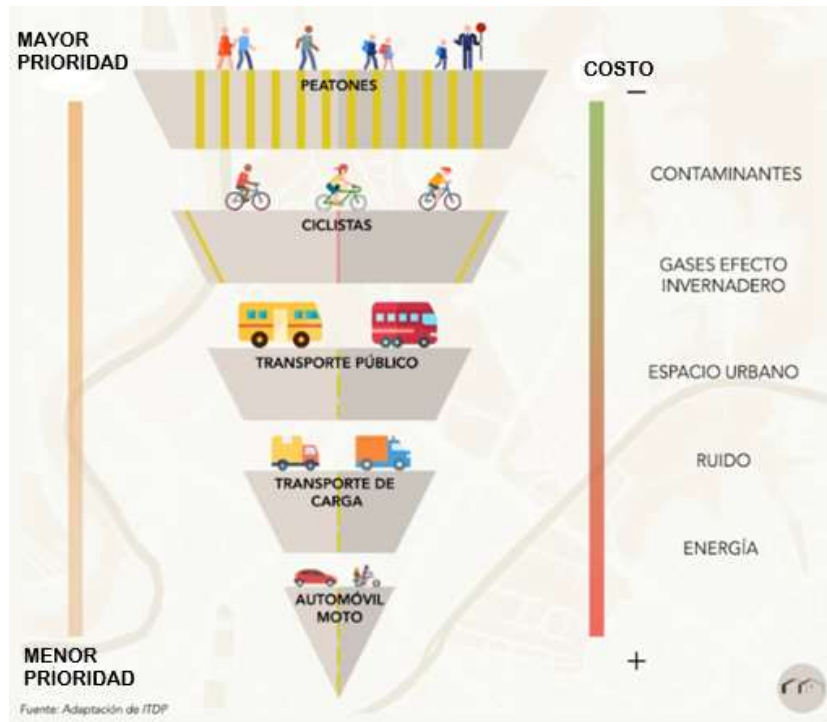 MAYOR
PRIORIDAD
COSTO
−
PEATONES
CONTAMINANTES
CICLISTAS
GASES EFECTO
INVERNADERO
TRANSPORTE PÚBLICO
ESPACIO URBANO
RUIDO
TRANSPORTE DE
CARGA
ENERGÍA
AUTOMÓVIL
MOTO
MENOR
PRIORIDAD
+
Fuente: Adaptación de ITDP